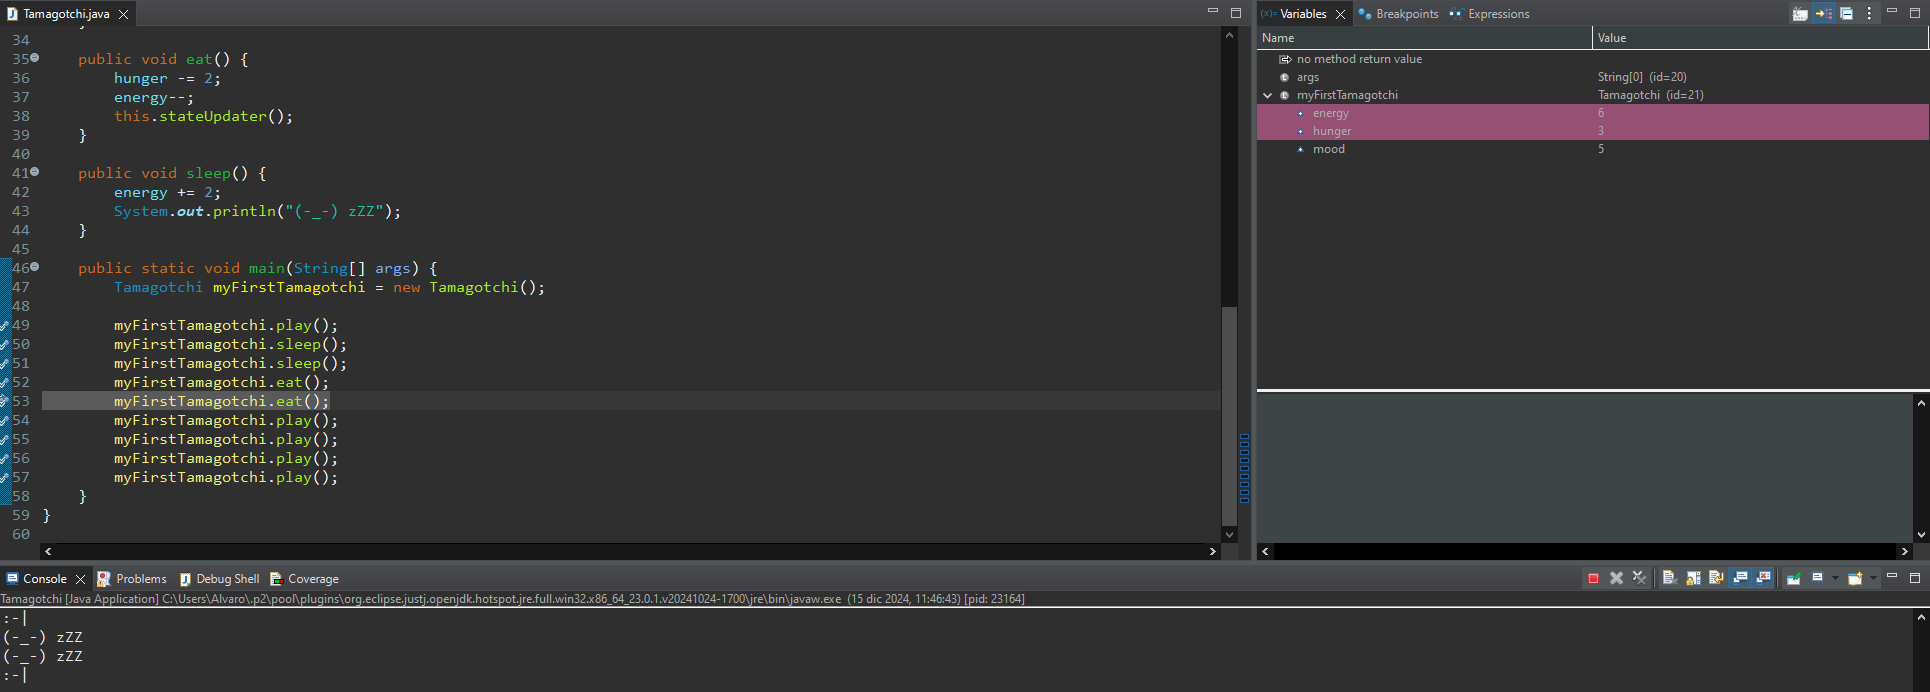 Tamagotchi.java
34
35 public void eat() {
36 hunger -= 2;
37 energy--;
38 this.stateUpdater();
39 }
40
41 public void sleep() {
42 energy += 2;
43 System.out.println("(-_-) zZZ");
44 }
45
46 public static void main(String[] args) {
47 Tamagotchi myFirstTamagotchi = new Tamagotchi();
48
49 myFirstTamagotchi.play();
50 myFirstTamagotchi.sleep();
51 myFirstTamagotchi.sleep();
52 myFirstTamagotchi.eat();
53 myFirstTamagotchi.eat();
54 myFirstTamagotchi.play();
55 myFirstTamagotchi.play();
56 myFirstTamagotchi.play();
57 myFirstTamagotchi.play();
58 }
59 }
60
(x)= Variables Breakpoints Expressions
Name Value
no method return value
args String[0] (id=20)
myFirstTamagotchi Tamagotchi (id=21)
energy 6
hunger 3
mood 5
Console Problems Debug Shell Coverage
Tamagotchi [Java Application] C:\Users\Alvaro\.p2\pool\plugins\org.eclipse.justj.openjdk.hotspot.jre.full.win32.x86_64_23.0.1.v20241024-1700\jre\bin\javaw.exe (15 dic 2024, 11:46:43) [pid: 23164]
:-|
(-_-) zZZ
(-_-) zZZ
:-|